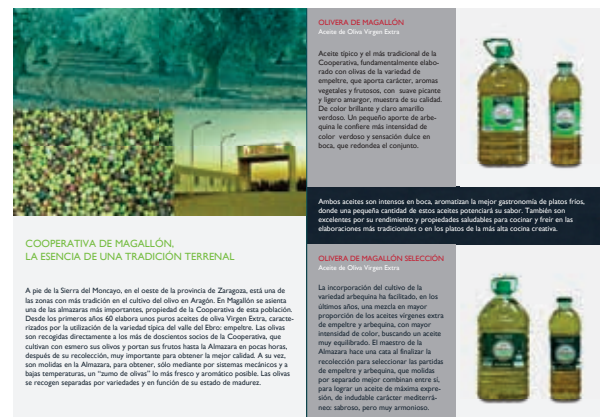 COOPERATIVA DE MAGALLÓN,
LA ESENCIA DE UNA TRADICIÓN TERRENAL
A pie de la Sierra del Moncayo, en el oeste de la provincia de Zaragoza, está una de
las zonas con más tradición en el cultivo del olivo en Aragón. En Magallón se asienta
una de las almazaras más importantes, propiedad de la Cooperativa de esta población.
Desde los primeros años 60 elabora unos puros aceites de oliva Virgen Extra, caracte-
rizados por la utilización de la variedad típica del valle del Ebro: empeltre. Las olivas
son recogidas directamente a los más de doscientos socios de la Cooperativa, que
cultivan con esmero sus olivos y portan sus frutos hasta la Almazara en pocas horas,
después de su recolección, muy importante para obtener la mejor calidad. A su vez,
son molidas en la Almazara, para obtener, sólo mediante por sistemas mecánicos y a
bajas temperaturas, un "zumo de olivas" lo más fresco y aromático posible. Las olivas
se recogen separadas por variedades y en función de su estado de madurez.
OLIVERA DE MAGALLÓN
Aceite de Oliva Virgen Extra
Aceite típico y el más tradicional de la
Cooperativa, fundamentalmente elabo-
rado con olivas de la variedad de
empeltre, que aporta carácter, aromas
vegetales y frutosos, con suave picante
y ligero amargor, muestra de su calidad.
De color brillante y claro amarillo
verdoso. Un pequeño aporte de arbe-
quina le confiere más intensidad de
color verdoso y sensación dulce en
boca, que redondea el conjunto.
Ambos aceites son intensos en boca, aromatizan la mejor gastronomía de platos fríos,
donde una pequeña cantidad de estos aceites potenciará su sabor. También son
excelentes por su rendimiento y propiedades saludables para cocinar y freir en las
elaboraciones más tradicionales o en los platos de la más alta cocina creativa.
OLIVERA DE MAGALLÓN SELECCIÓN
Aceite de Oliva Virgen Extra
La incorporación del cultivo de la
variedad arbequina ha facilitado, en los
últimos años, una mezcla en mayor
proporción de los aceites vírgenes extra
de empeltre y arbequina, con mayor
intensidad de color, buscando un aceite
muy equilibrado. El maestro de la
Almazara hace una cata al finalizar la
recolección para seleccionar las partidas
de empeltre y arbequina, que molidas
por separado mejor combinan entre sí,
para lograr un aceite de máxima expre-
sión, de indudable carácter mediterrá-
neo: sabroso, pero muy armonioso.